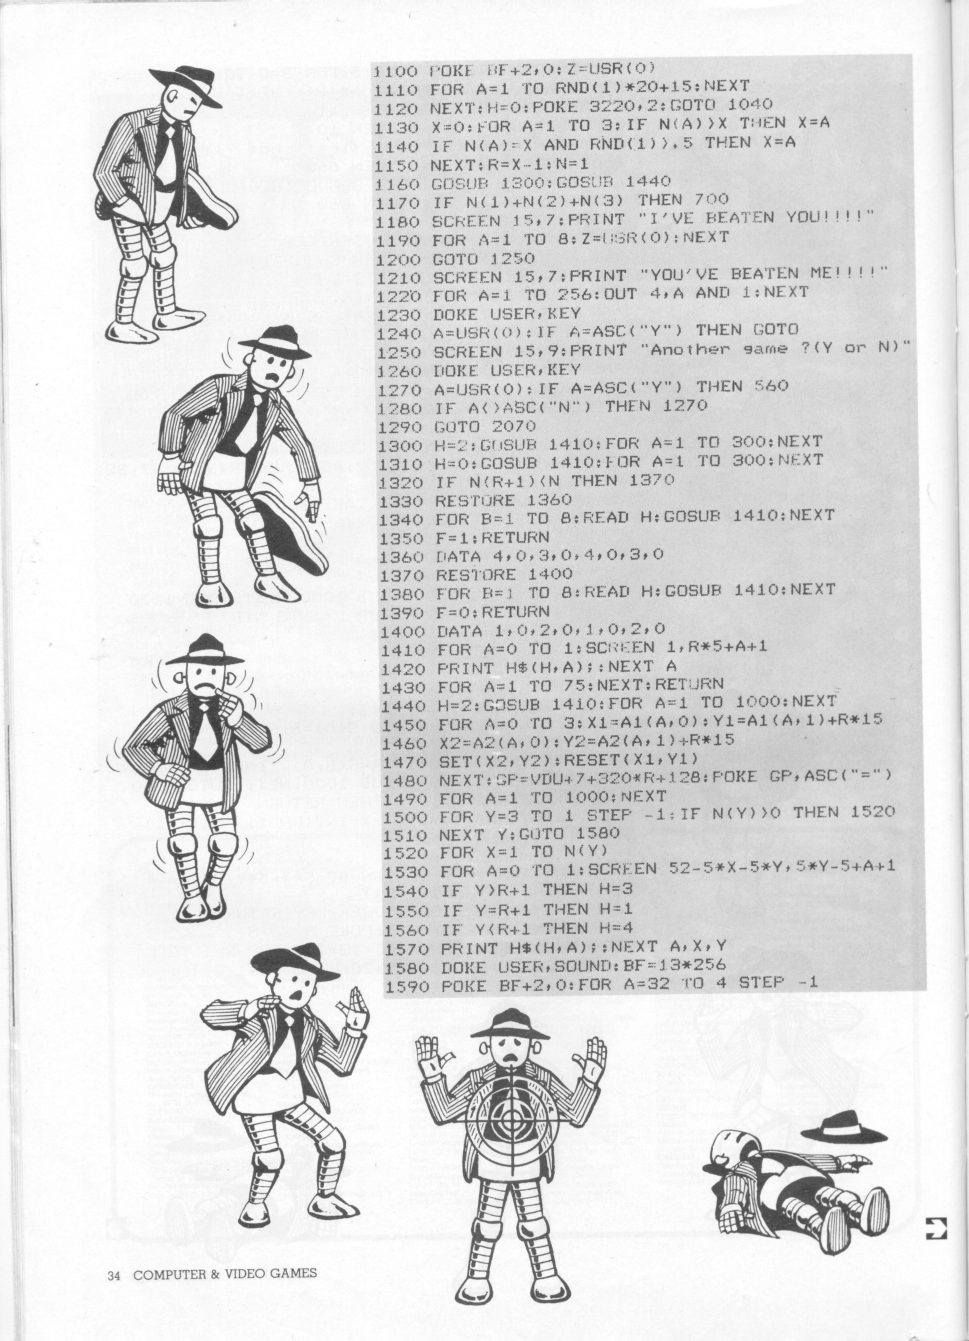 1100 POKE BF+2,0:Z=USR(0)
1110 FOR A=1 TO RND(1)*20+15:NEXT
1120 NEXT:H=0:POKE 3220,2:GOTO 1040
1130 X=0:FOR A=1 TO 3:IF N(A)>X THEN X=A
1140 IF N(A)=X AND RND(1)>.5 THEN X=A
1150 NEXT:R=X-1:N=1
1160 GOSUB 1300:GOSUB 1440
1170 IF N(1)+N(2)+N(3) THEN 700
1180 SCREEN 15,7:PRINT "I'VE BEATEN YOU!!!!"
1190 FOR A=1 TO 8:Z=USR(0):NEXT
1200 GOTO 1250
1210 SCREEN 15,7:PRINT "YOU'VE BEATEN ME!!!!"
1220 FOR A=1 TO 256:OUT 4,A AND 1:NEXT
1230 DOKE USER,KEY
1240 A=USR(0):IF A=ASC("Y") THEN GOTO
1250 SCREEN 15,9:PRINT "Another game ?(Y or N)"
1260 DOKE USER,KEY
1270 A=USR(0):IF A=ASC("Y") THEN 560
1280 IF A<>ASC("N") THEN 1270
1290 GOTO 2070
1300 H=2:GOSUB 1410:FOR A=1 TO 300:NEXT
1310 H=0:GOSUB 1410:FOR A=1 TO 300:NEXT
1320 IF N(R+1)<N THEN 1370
1330 RESTORE 1360
1340 FOR B=1 TO 8:READ H:GOSUB 1410:NEXT
1350 F=1:RETURN
1360 DATA 4,0,3,0,4,0,3,0
1370 RESTORE 1400
1380 FOR B=1 TO 8:READ H:GOSUB 1410:NEXT
1390 F=0:RETURN
1400 DATA 1,0,2,0,1,0,2,0
1410 FOR A=0 TO 1:SCREEN 1,R*5+A+1
1420 PRINT H$(H,A);:NEXT A
1430 FOR A=1 TO 75:NEXT:RETURN
1440 H=2:GOSUB 1410:FOR A=1 TO 1000:NEXT
1450 FOR A=0 TO 3:X1=A1(A,0):Y1=A1(A,1)+R*15
1460 X2=A2(A,0):Y2=A2(A,1)+R*15
1470 SET(X2,Y2):RESET(X1,Y1)
1480 NEXT:GP=VDU+7+320*R+128:POKE GP,ASC("=")
1490 FOR A=1 TO 1000:NEXT
1500 FOR Y=3 TO 1 STEP -1:IF N(Y)>0 THEN 1520
1510 NEXT Y:GOTO 1580
1520 FOR X=1 TO N(Y)
1530 FOR A=0 TO 1:SCREEN 52-5*X-5*Y,5*Y-5+A+1
1540 IF Y>R+1 THEN H=3
1550 IF Y=R+1 THEN H=1
1560 IF Y<R+1 THEN H=4
1570 PRINT H$(H,A);:NEXT A,X,Y
1580 DOKE USER,SOUND:BF=13*256
1590 POKE BF+2,0:FOR A=32 TO 4 STEP -1
34 COMPUTER & VIDEO GAMES